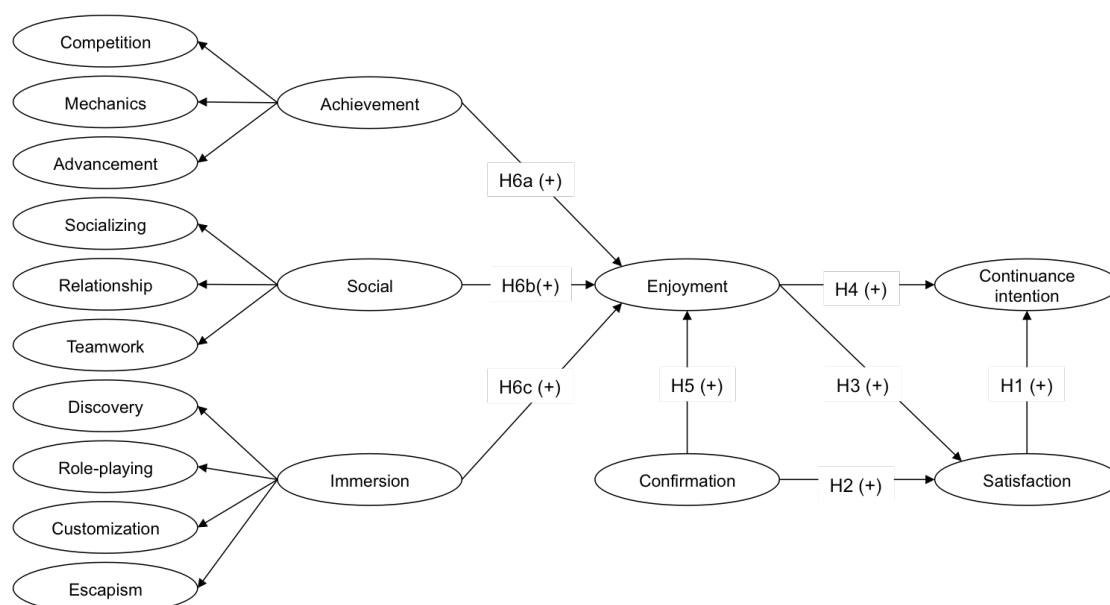 Competition
Mechanics
Achievement
Advancement
H6a (+)
Socializing
Relationship
Social
H6b(+)
Enjoyment
H4 (+)
Continuance
intention
Teamwork
Discovery
H6c (+)
H5 (+)
H3 (+)
H1 (+)
Role-playing
Immersion
Confirmation
H2 (+)
Satisfaction
Customization
Escapism